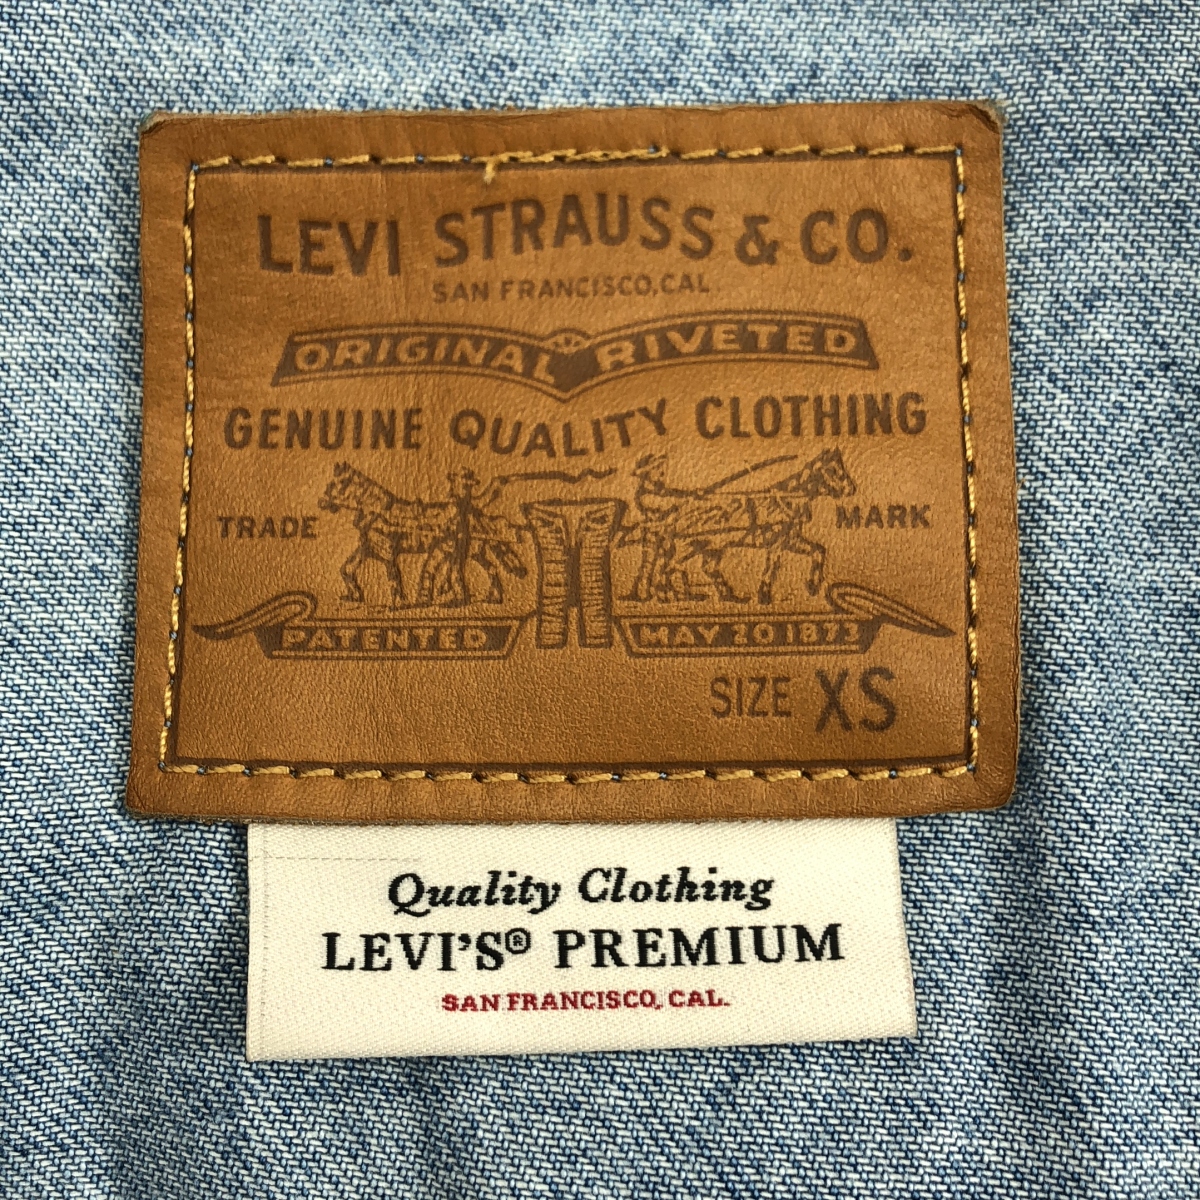 LEVI STRAUSS & CO.
SAN FRANCISCO, CAL.
ORIGINAL RIVETED
GENUINE QUALITY CLOTHING
TRADE MARK
PATENTED MAY 20 1873
SIZE XS
Quality Clothing
LEVI'S® PREMIUM
SAN FRANCISCO, CAL.